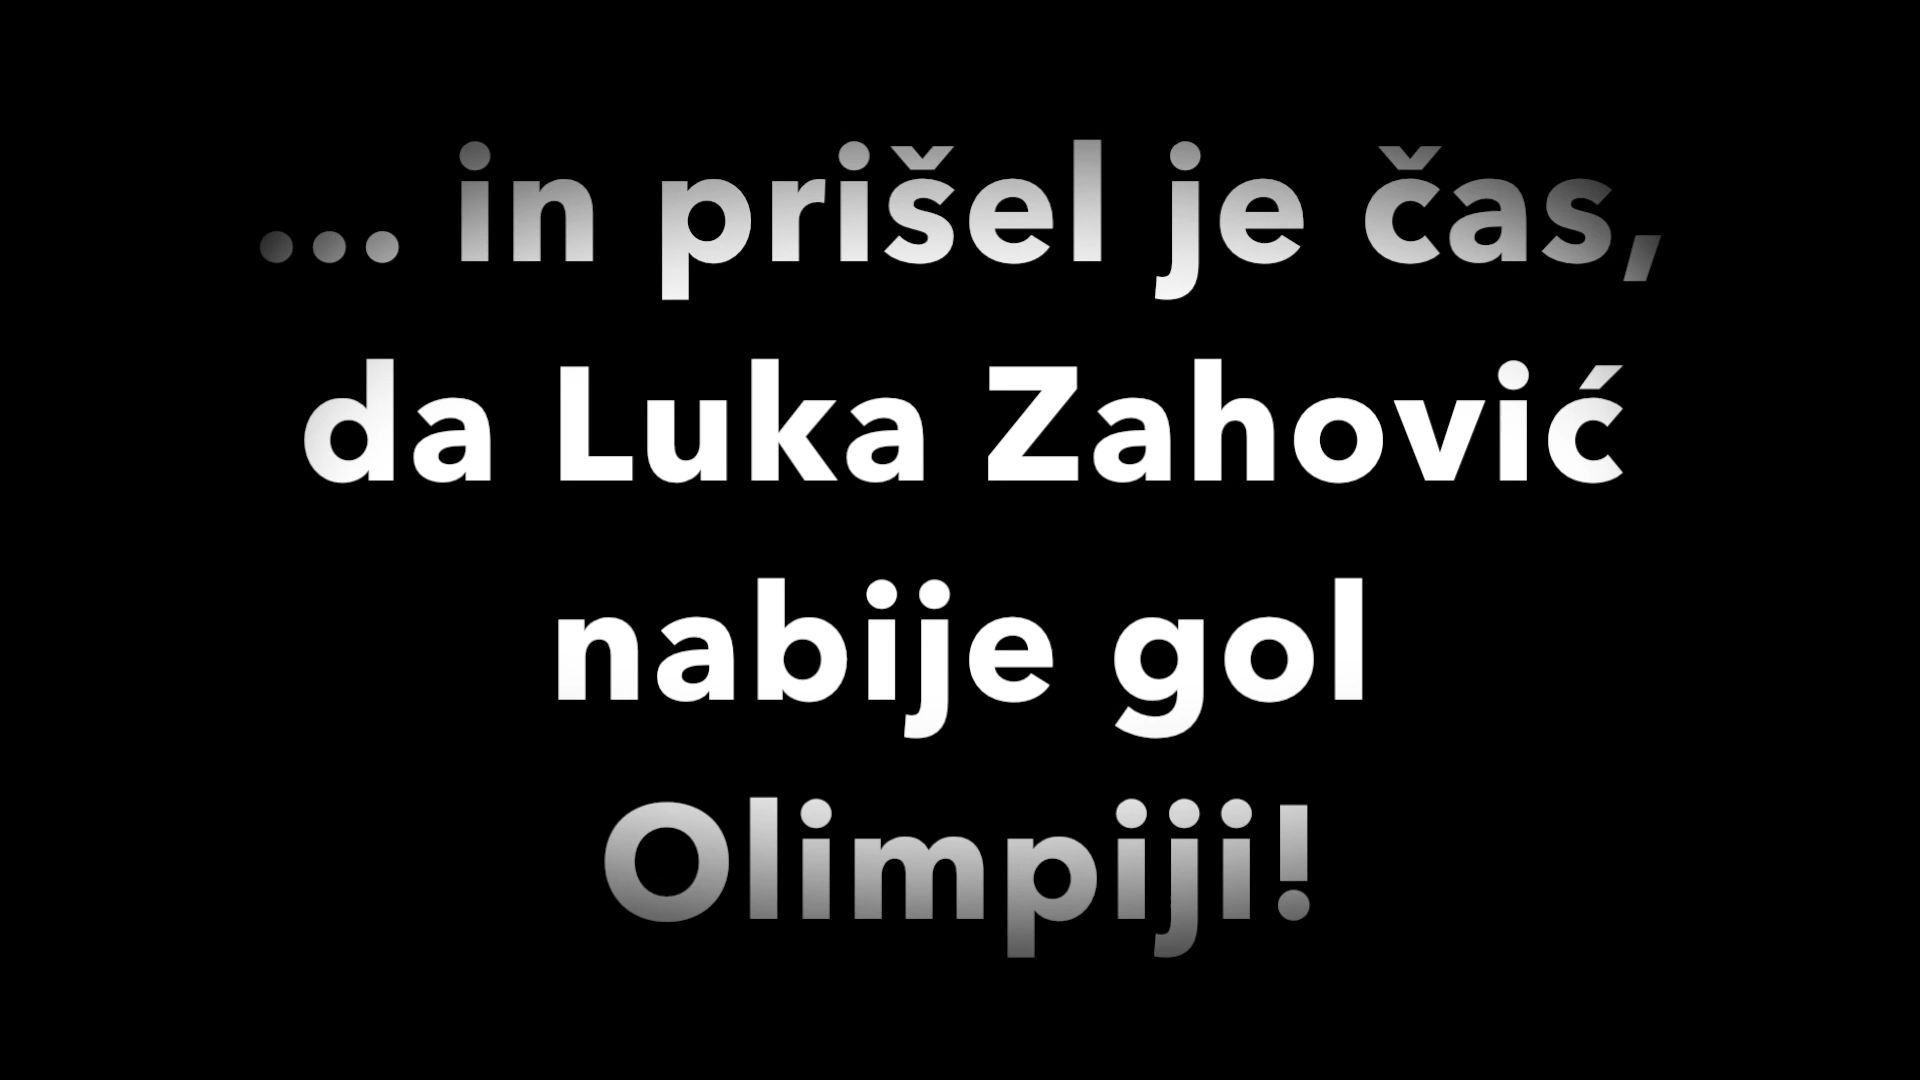 ... in prišel je čas,
da Luka Zahović
nabije gol
Olimpiji!